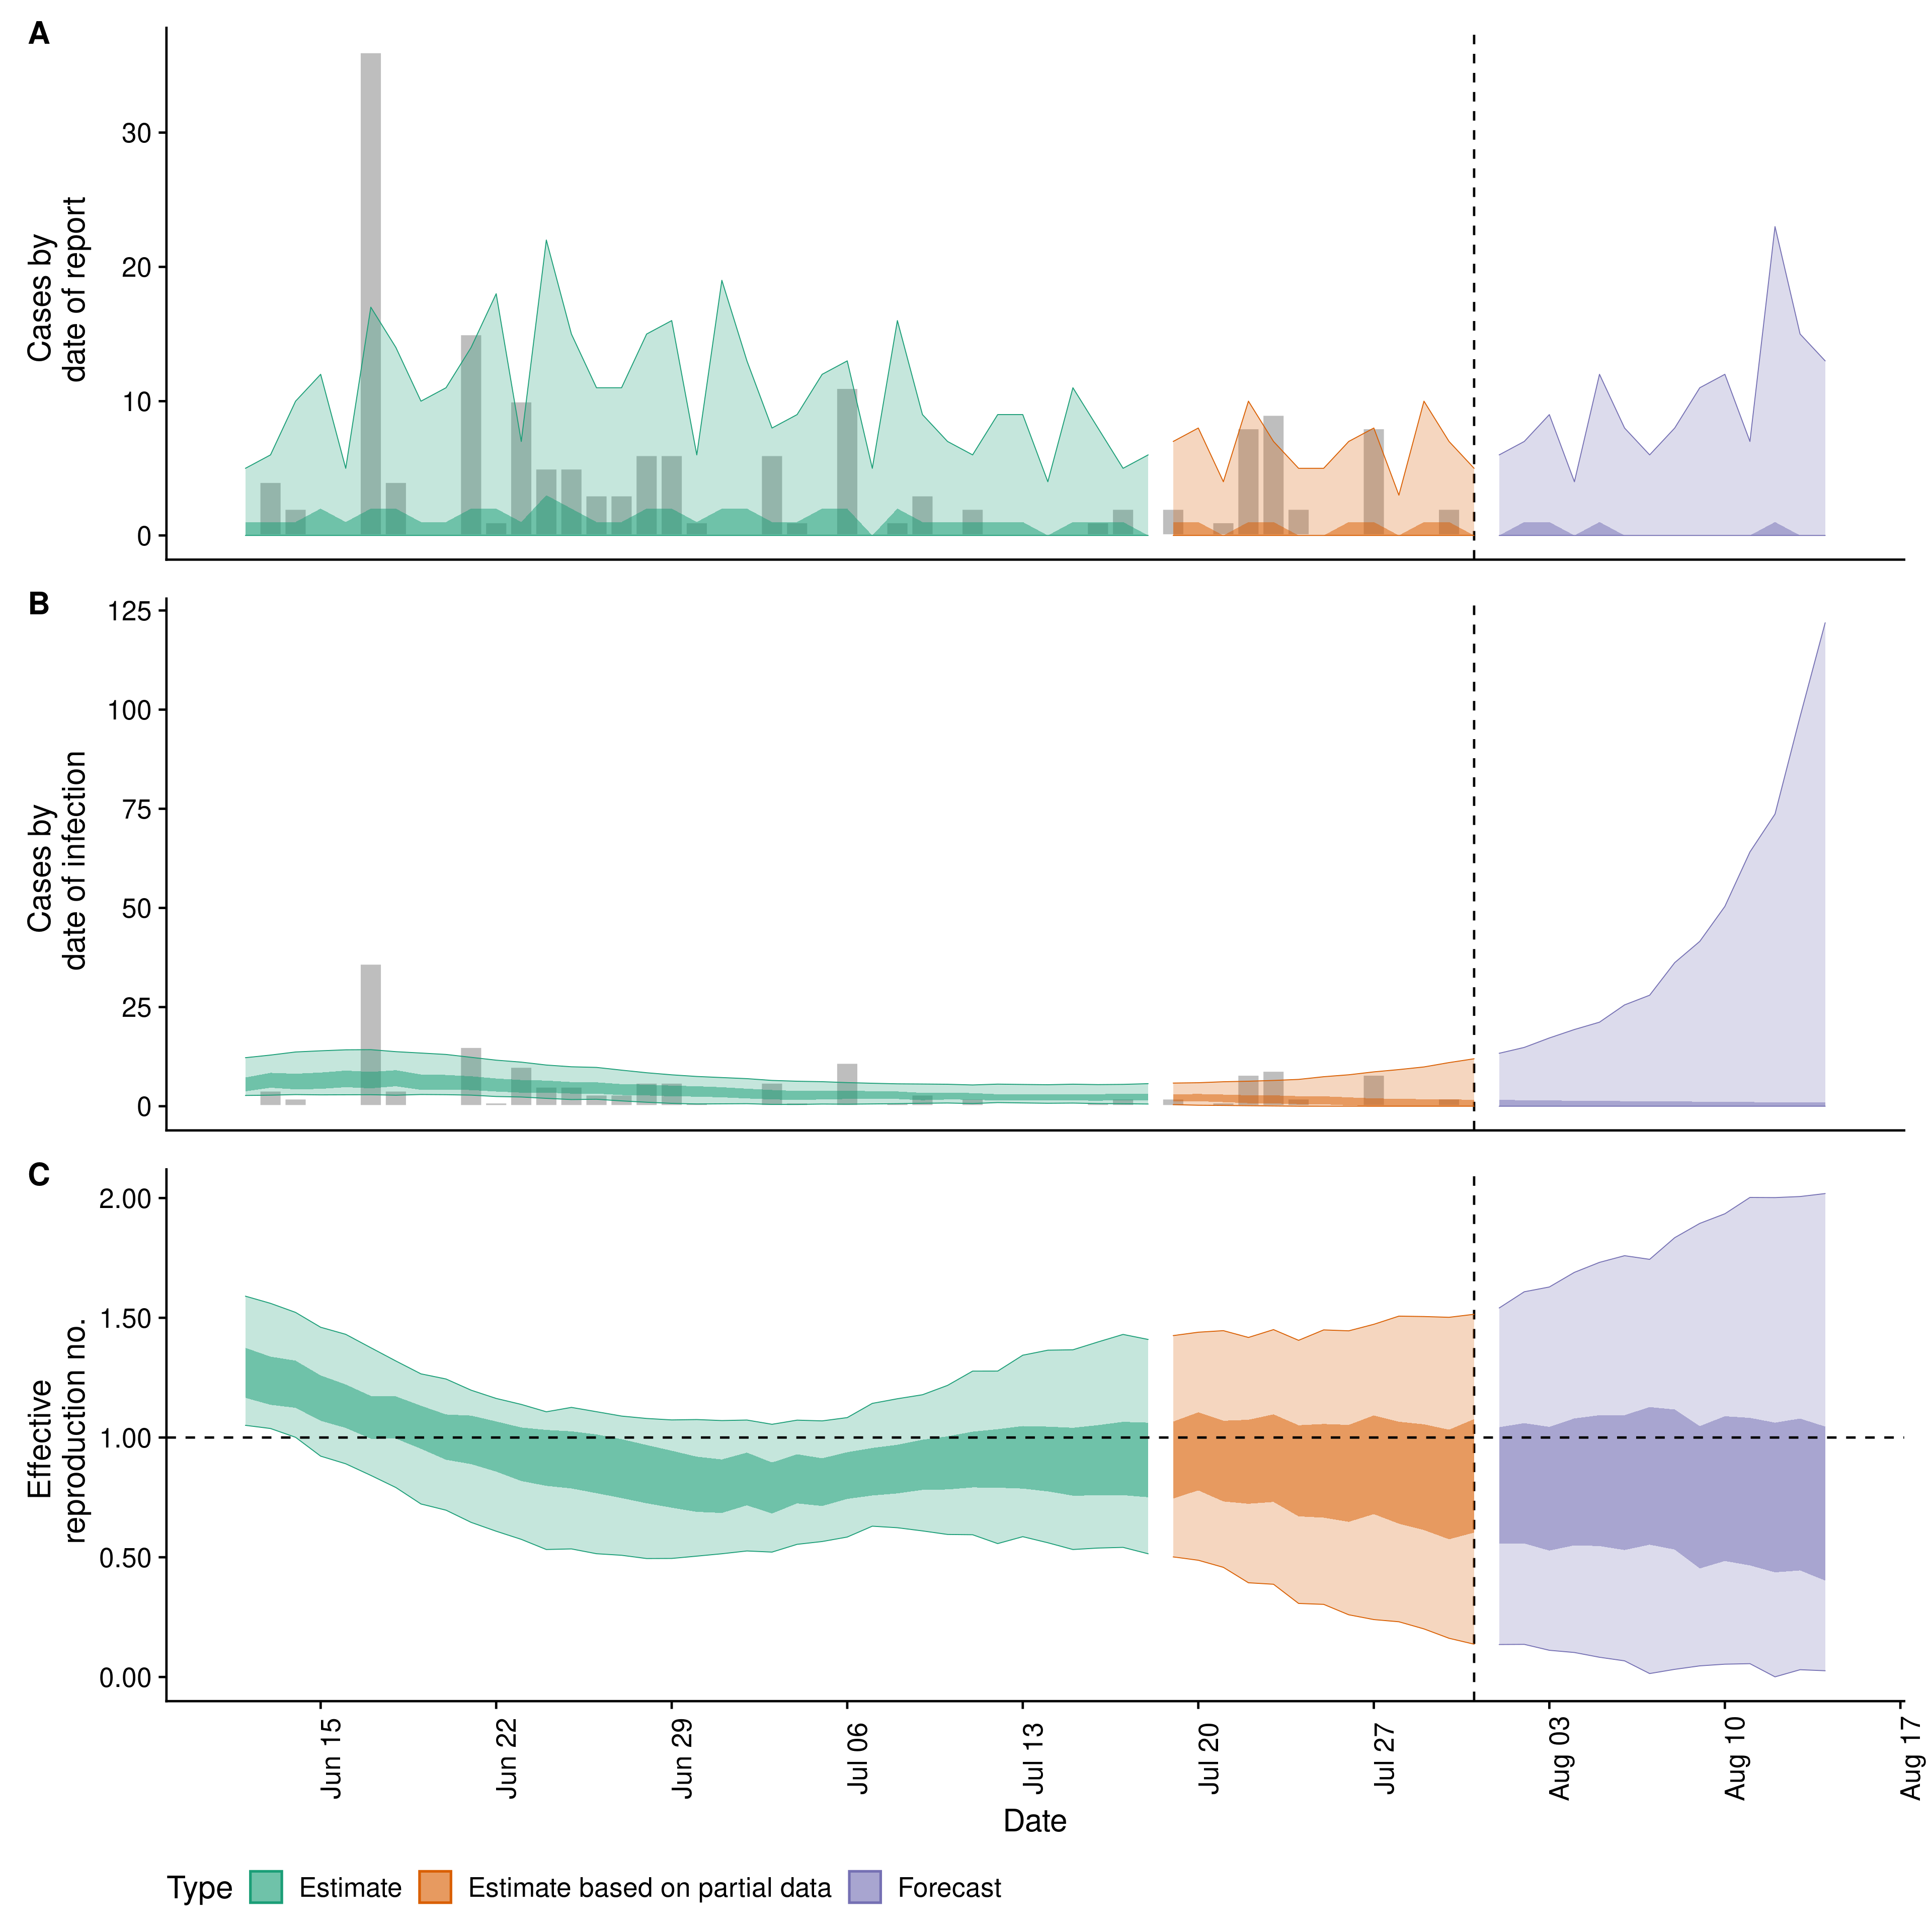 A
Cases by
date of report
30
20
10
0
B
Cases by
date of infection
125
100
75
50
25
0
C
Effective
reproduction no.
2.00
1.50
1.00
0.50
0.00
Jun 15
Jun 22
Jun 29
Jul 06
Jul 13
Jul 20
Jul 27
Aug 03
Aug 10
Aug 17
Date
Type Estimate Estimate based on partial data Forecast